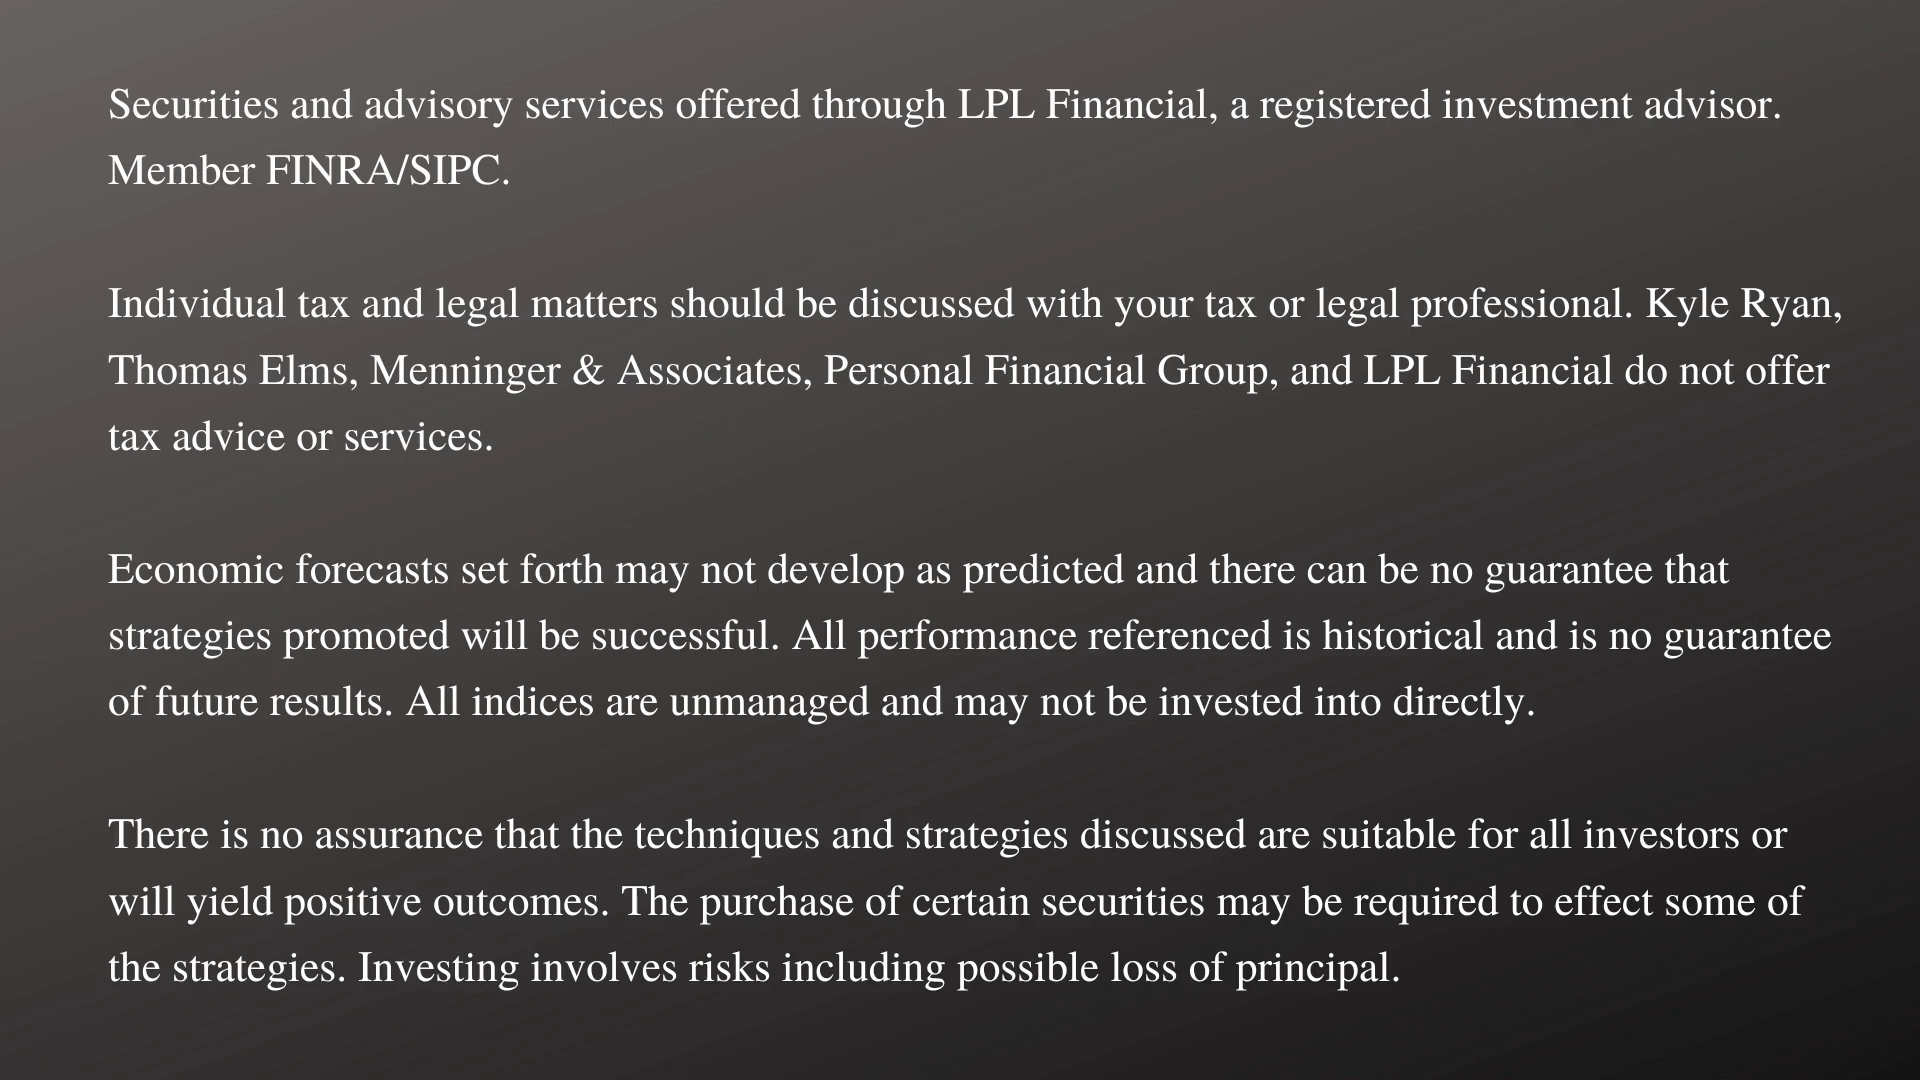 Securities and advisory services offered through LPL Financial, a registered investment advisor.
Member FINRA/SIPC.
Individual tax and legal matters should be discussed with your tax or legal professional. Kyle Ryan,
Thomas Elms, Menninger & Associates, Personal Financial Group, and LPL Financial do not offer
tax advice or services.
Economic forecasts set forth may not develop as predicted and there can be no guarantee that
strategies promoted will be successful. All performance referenced is historical and is no guarantee
of future results. All indices are unmanaged and may not be invested into directly.
There is no assurance that the techniques and strategies discussed are suitable for all investors or
will yield positive outcomes. The purchase of certain securities may be required to effect some of
the strategies. Investing involves risks including possible loss of principal.